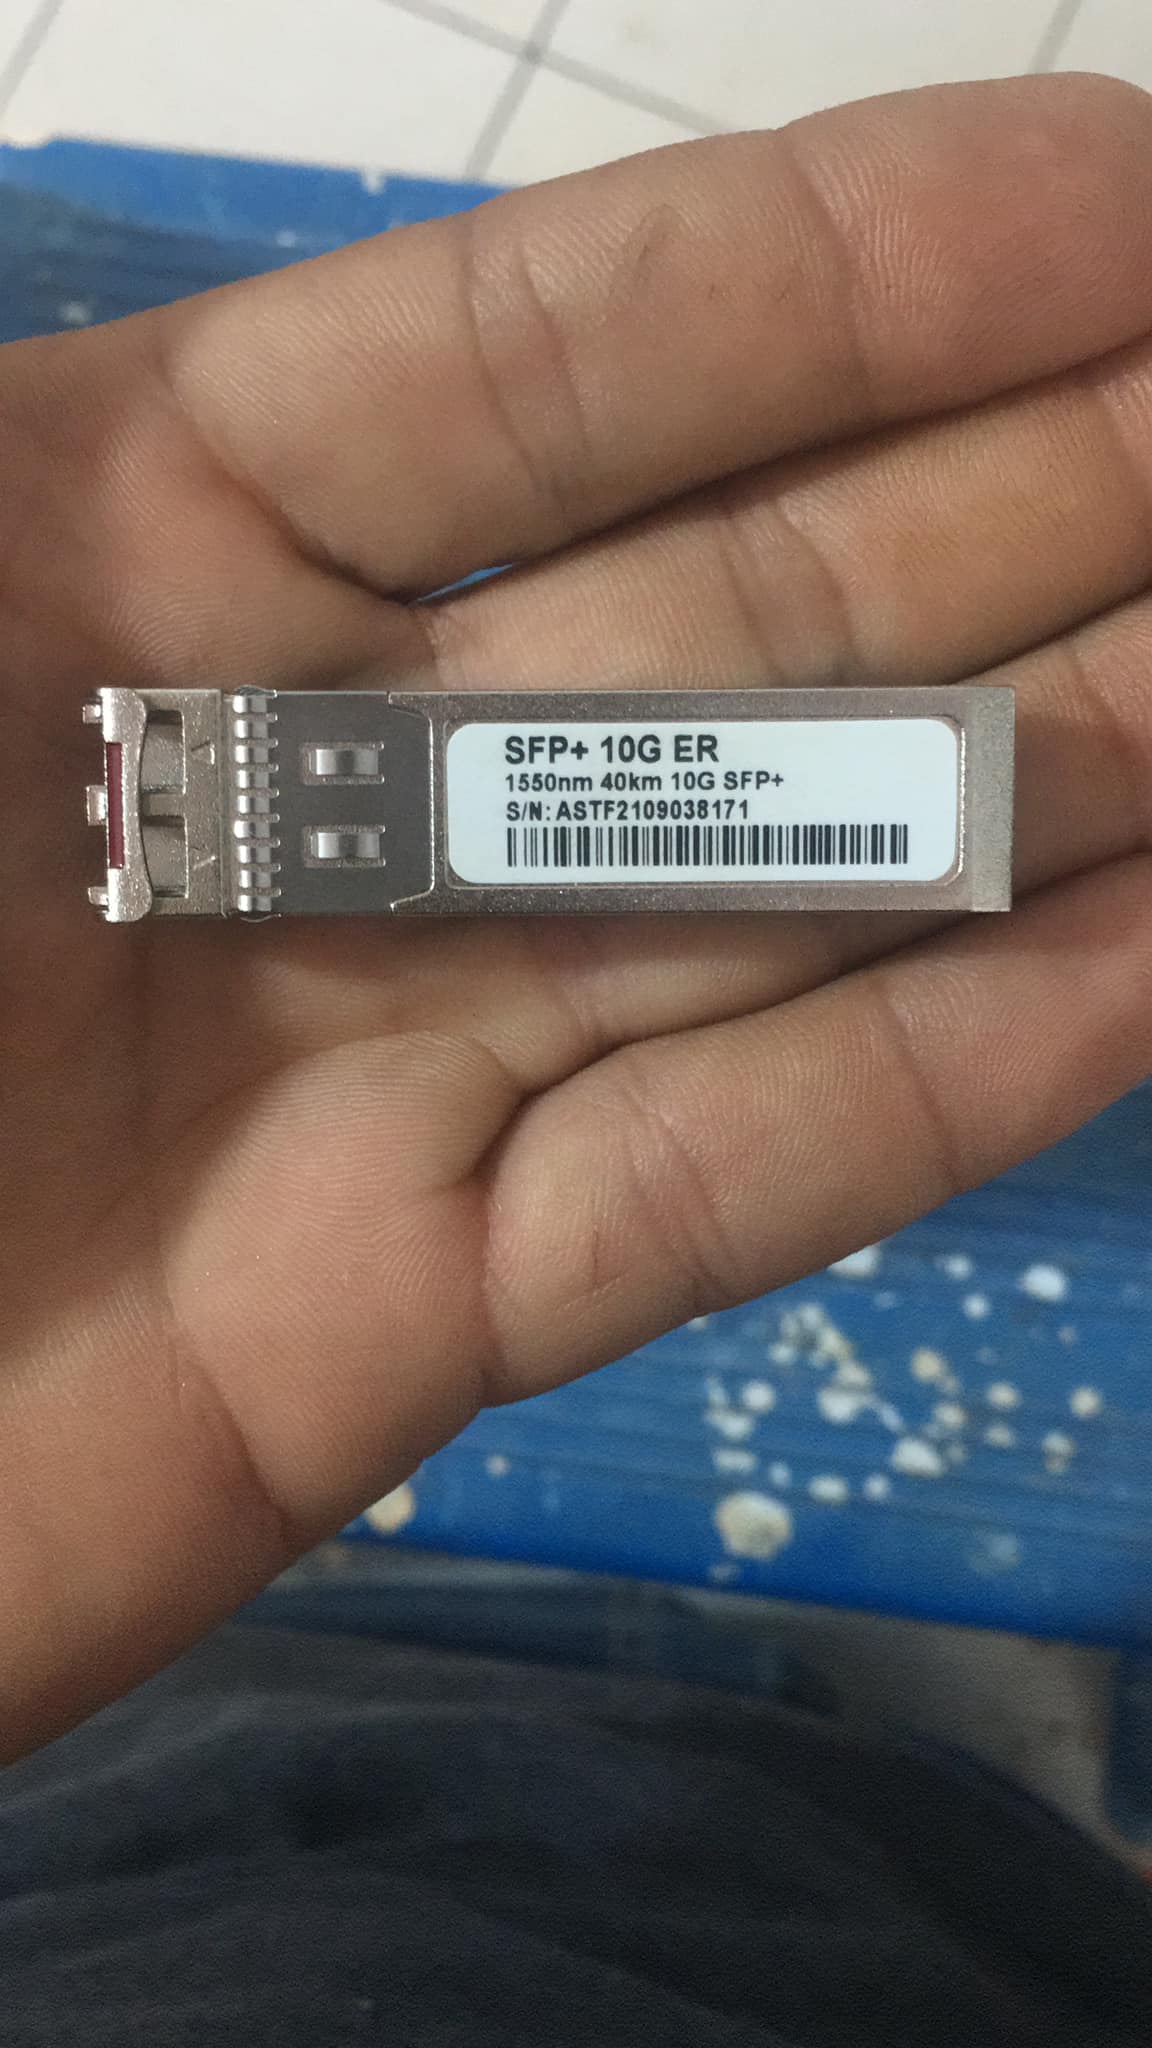 SFP+ 10G ER
1550nm 40km 10G SFP+
S/N: ASTF2109038171